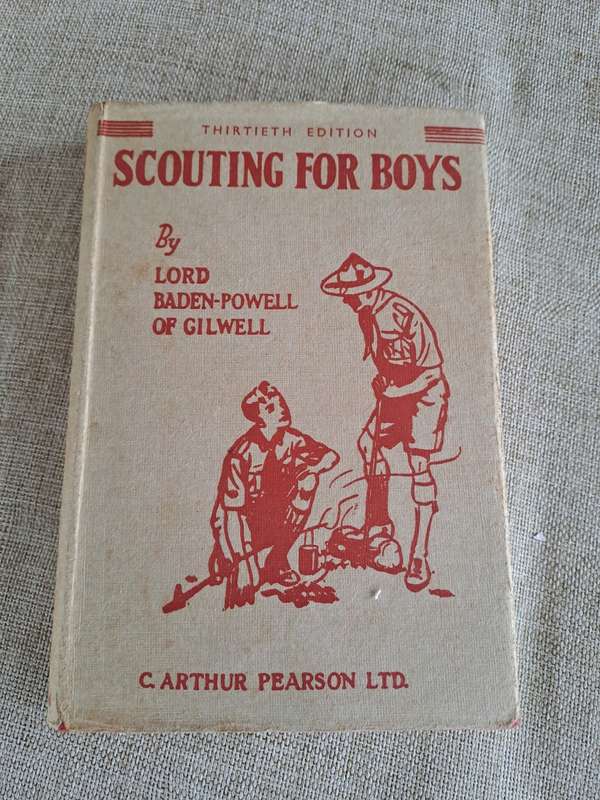 THIRTIETH EDITION
SCOUTING FOR BOYS
By
LORD
BADEN-POWELL
OF GILWELL
C. ARTHUR PEARSON LTD.